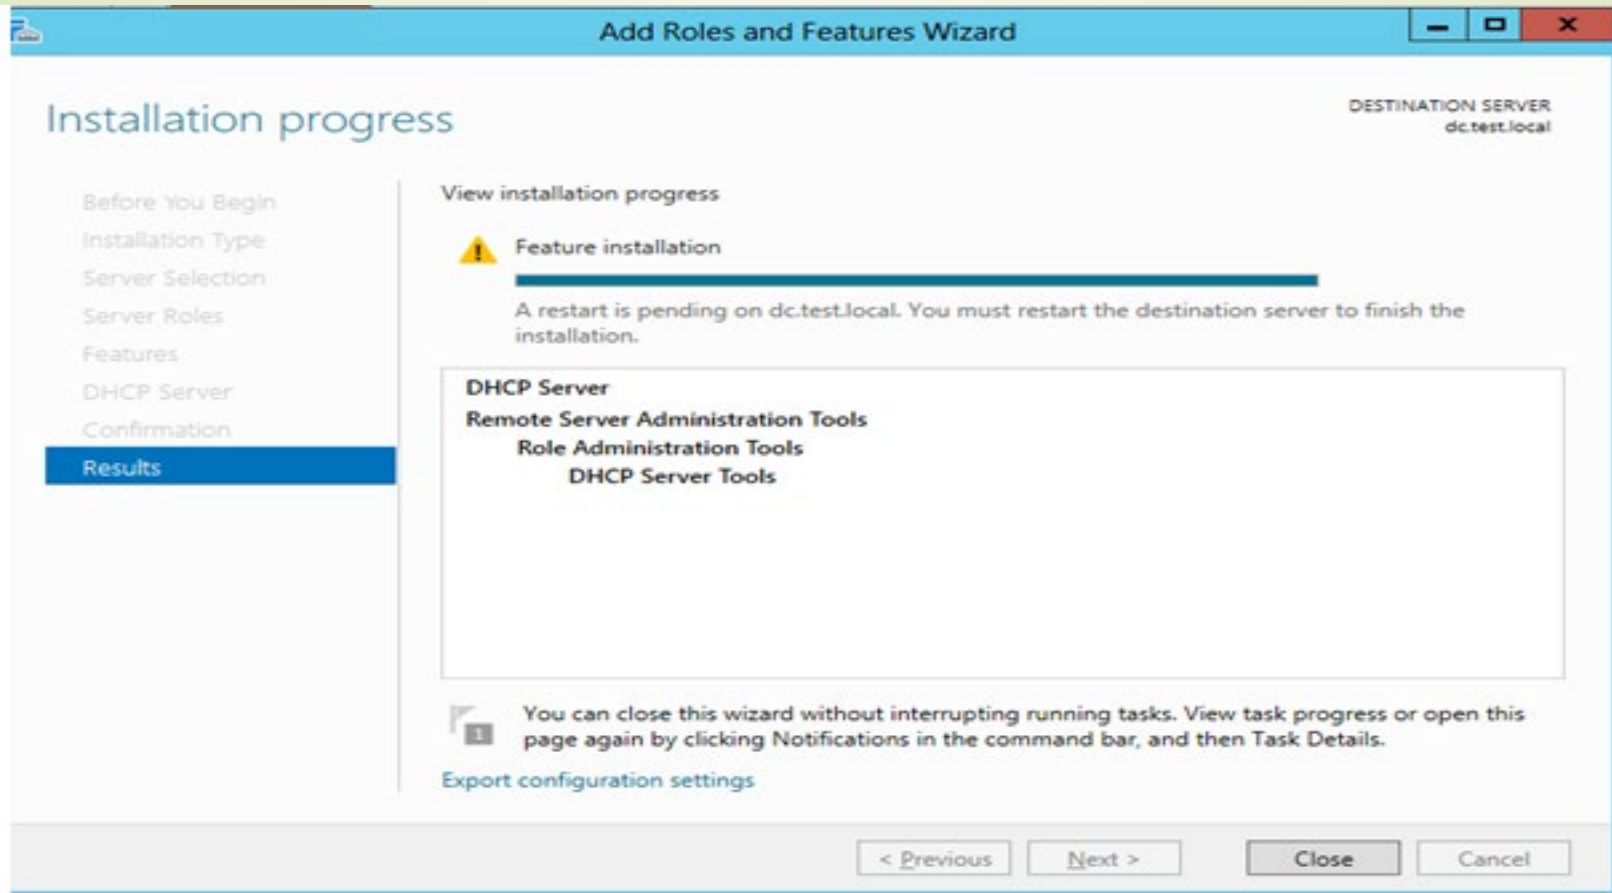 Add Roles and Features Wizard
Installation progress
DESTINATION SERVER
dc.test.local
Before You Begin
Installation Type
Server Selection
Server Roles
Features
DHCP Server
Confirmation
Results
View installation progress
Feature installation
A restart is pending on dc.test.local. You must restart the destination server to finish the
installation.
DHCP Server
Remote Server Administration Tools
Role Administration Tools
DHCP Server Tools
1
You can close this wizard without interrupting running tasks. View task progress or open this
page again by clicking Notifications in the command bar, and then Task Details.
Export configuration settings
< Previous
Next >
Close
Cancel